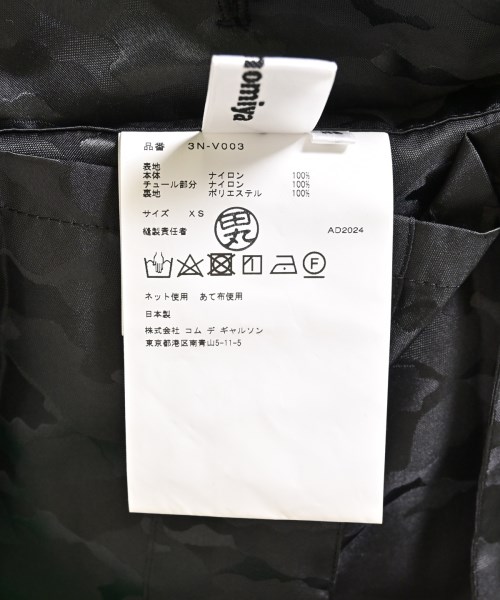 omiya
品番 3N-V003
表地
本体 ナイロン 100%
チュール部分 ナイロン 100%
裏地 ポリエステル 100%
サイズ XS
縫製責任者 田丸 AD2024
ネット使用 あて布使用
日本製
株式会社 コム デ ギャルソン
東京都港区南青山5-11-5